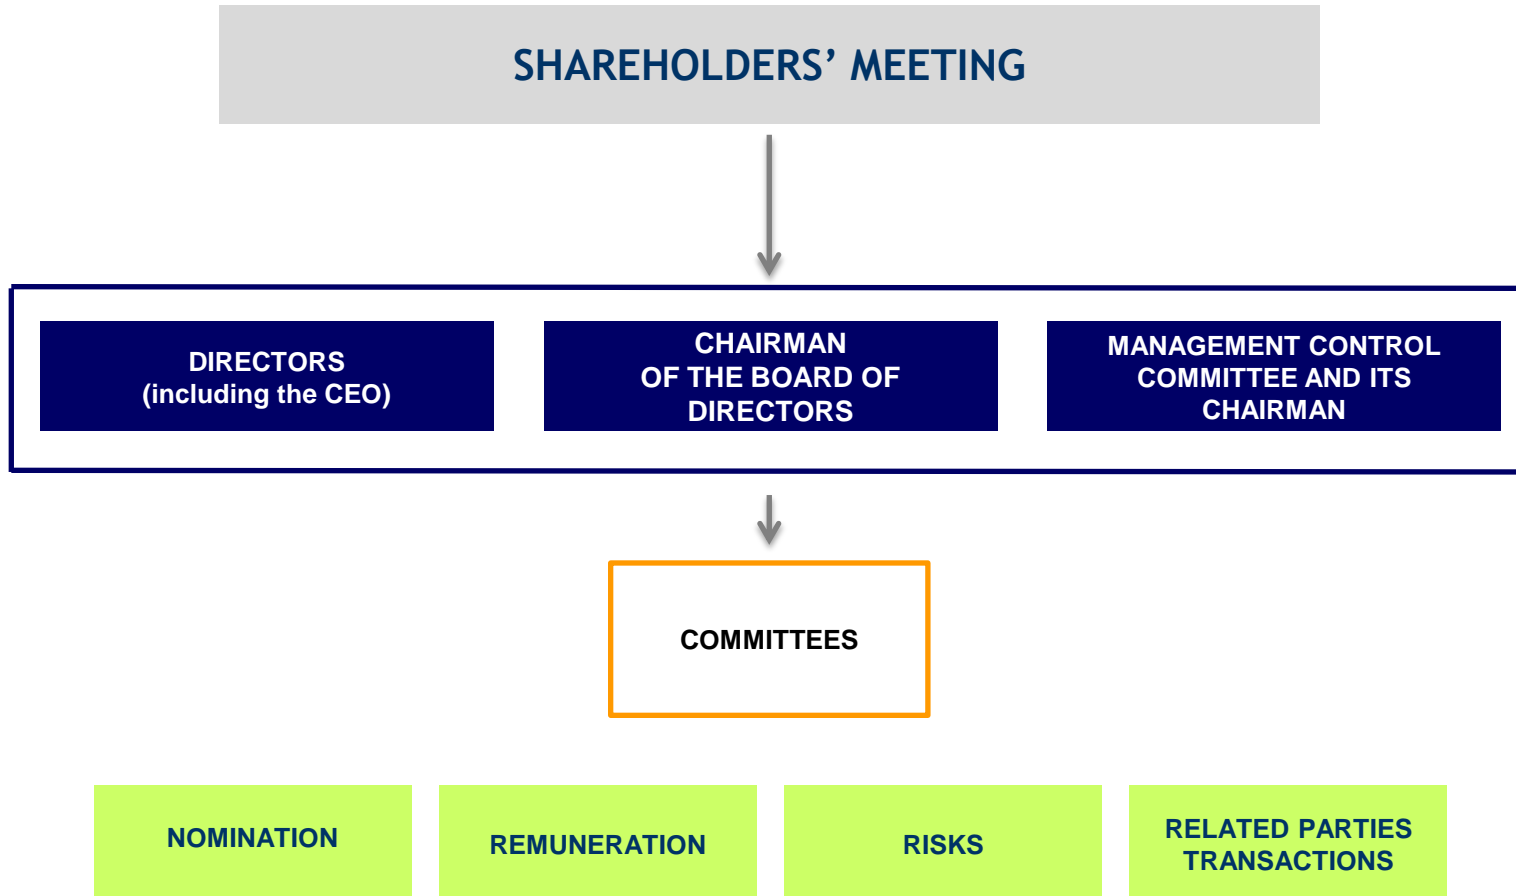 SHAREHOLDERS’ MEETING
DIRECTORS
(including the CEO)
CHAIRMAN
OF THE BOARD OF
DIRECTORS
MANAGEMENT CONTROL
COMMITTEE AND ITS
CHAIRMAN
COMMITTEES
NOMINATION
REMUNERATION
RISKS
RELATED PARTIES
TRANSACTIONS